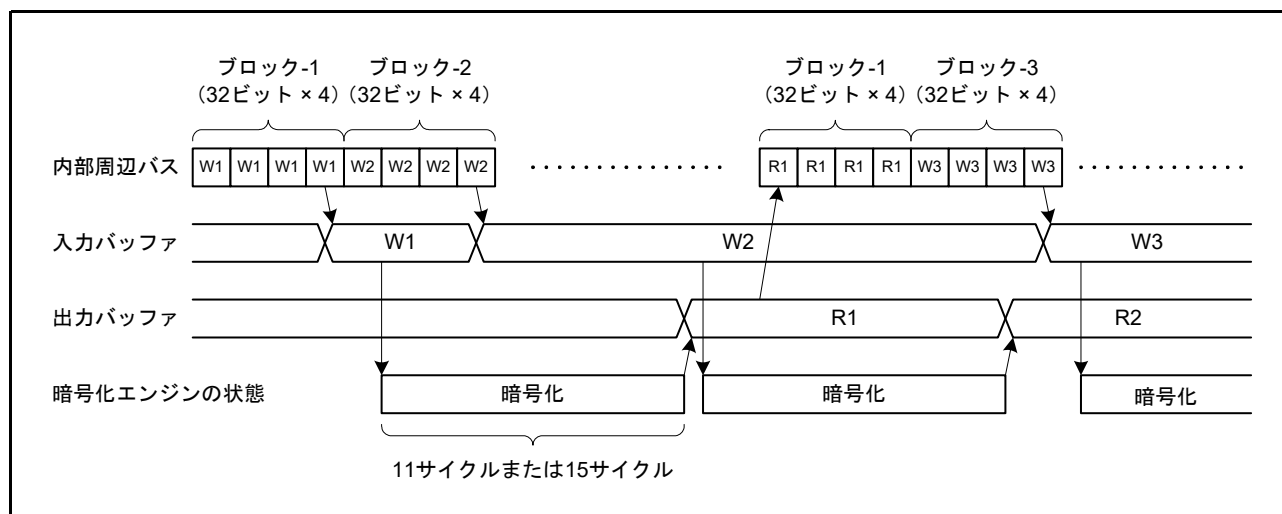 ブロック-1 ブロック-2 ブロック-1 ブロック-3
(32ビット × 4) (32ビット × 4) (32ビット × 4) (32ビット × 4)
内部周辺バス W1 W1 W1 W1 W2 W2 W2 W2 ・・・・・・・・・・・・・・・ R1 R1 R1 R1 W3 W3 W3 W3 ・・・・・・・・・・・・・
入力バッファ W1 W2 W3
出力バッファ R1 R2
暗号化エンジンの状態 暗号化 暗号化 暗号化
11サイクルまたは15サイクル